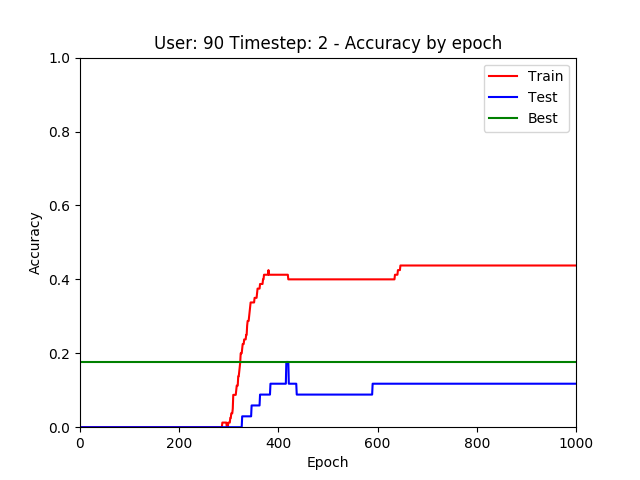 User: 90 Timestep: 2 - Accuracy by epoch
1.0
0.8
0.6
0.4
0.2
0.0
Accuracy
Train
Test
Best
0 200 400 600 800 1000
Epoch